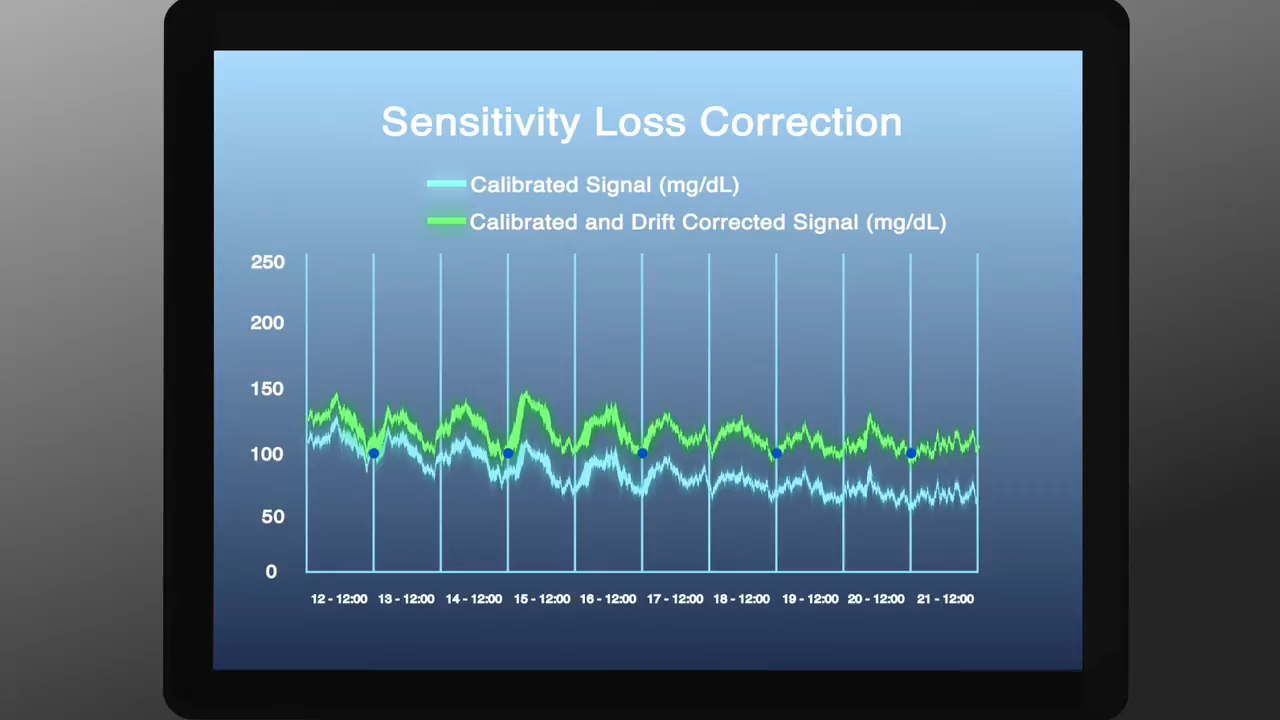 Sensitivity Loss Correction
Calibrated Signal (mg/dL)
Calibrated and Drift Corrected Signal (mg/dL)
250
200
150
100
50
0
12 - 12:00 13 - 12:00 14 - 12:00 15 - 12:00 16 - 12:00 17 - 12:00 18 - 12:00 19 - 12:00 20 - 12:00 21 - 12:00